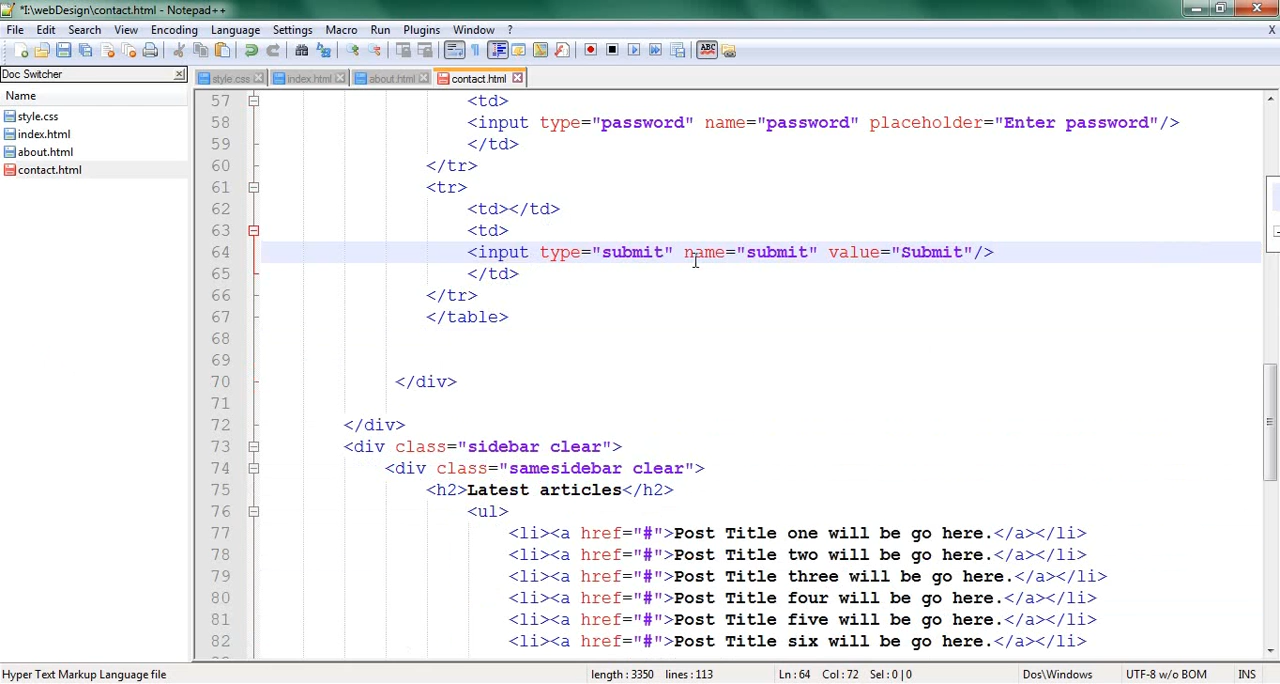 *I:\webDesign\contact.html - Notepad++
File Edit Search View Encoding Language Settings Macro Run Plugins Window ? X
Doc Switcher
style.css index.html about.html contact.html
Name
style.css
index.html
about.html
contact.html
57 <td>
58 <input type="password" name="password" placeholder="Enter password"/>
59 </td>
60 </tr>
61 <tr>
62 <td></td>
63 <td>
64 <input type="submit" name="submit" value="Submit"/>
65 </td>
66 </tr>
67 </table>
68
69
70 </div>
71
72 </div>
73 <div class="sidebar clear">
74 <div class="samesidebar clear">
75 <h2>Latest articles</h2>
76 <ul>
77 <li><a href="#">Post Title one will be go here.</a></li>
78 <li><a href="#">Post Title two will be go here.</a></li>
79 <li><a href="#">Post Title three will be go here.</a></li>
80 <li><a href="#">Post Title four will be go here.</a></li>
81 <li><a href="#">Post Title five will be go here.</a></li>
82 <li><a href="#">Post Title six will be go here.</a></li>
Hyper Text Markup Language file length : 3350 lines : 113 Ln : 64 Col : 72 Sel : 0 | 0 Dos\Windows UTF-8 w/o BOM INS